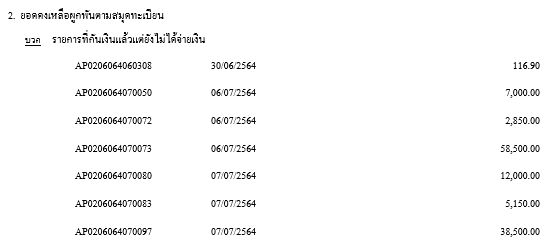 2. ยอดคงเหลือผูกพันตามสมุดทะเบียน
บวก รายการที่กันเงินแล้วแต่ยังไม่ได้จ่ายเงิน
AP0206064060308 30/06/2564 116.90
AP0206064070050 06/07/2564 7,000.00
AP0206064070072 06/07/2564 2,850.00
AP0206064070073 06/07/2564 58,500.00
AP0206064070080 07/07/2564 12,000.00
AP0206064070083 07/07/2564 5,150.00
AP0206064070097 07/07/2564 38,500.00